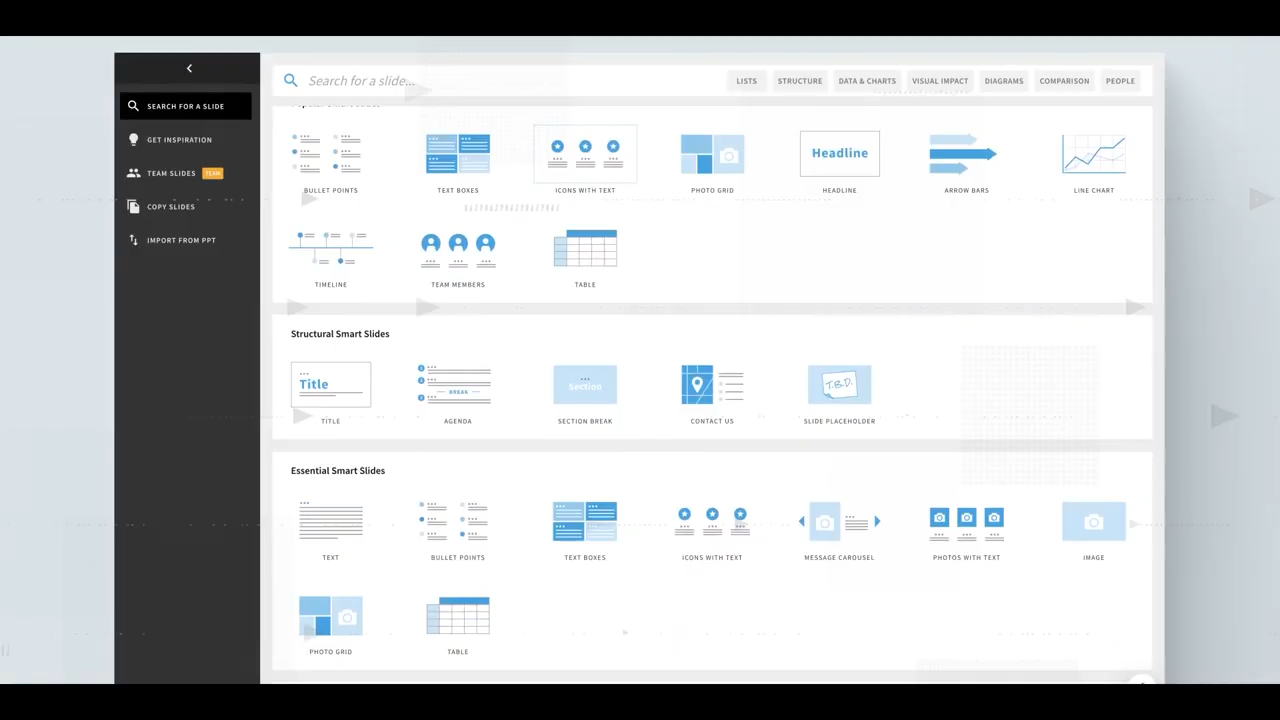 SEARCH FOR A SLIDE
GET INSPIRATION
TEAM SLIDES TEAM
COPY SLIDES
IMPORT FROM PPT
Search for a slide...
LISTS STRUCTURE DATA & CHARTS VISUAL IMPACT DIAGRAMS COMPARISON PEOPLE
Popular Smart Slides
Headline
BULLET POINTS TEXT BOXES ICONS WITH TEXT PHOTO GRID HEADLINE ARROW BARS LINE CHART
TIMELINE TEAM MEMBERS TABLE
Structural Smart Slides
Title
BREAK
Section
T.B.D.
TITLE AGENDA SECTION BREAK CONTACT US SLIDE PLACEHOLDER
Essential Smart Slides
TEXT BULLET POINTS TEXT BOXES ICONS WITH TEXT MESSAGE CAROUSEL PHOTOS WITH TEXT IMAGE
PHOTO GRID TABLE